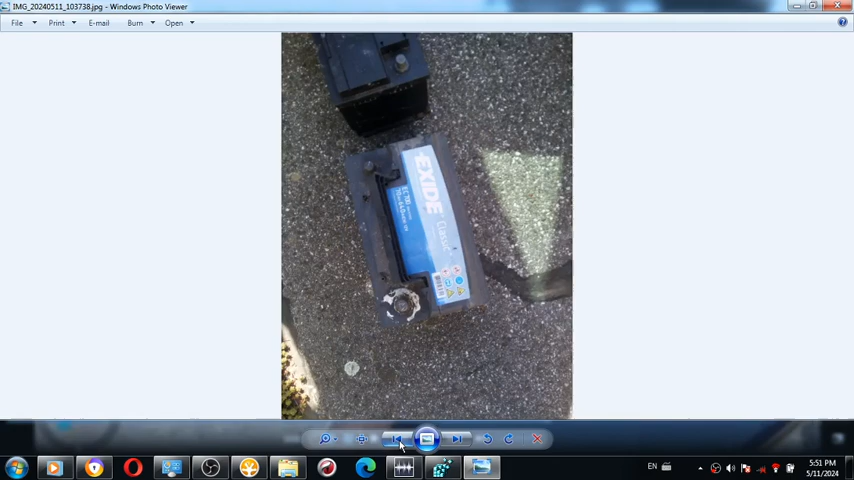 IMG_20240511_103738.jpg - Windows Photo Viewer
File Print E-mail Burn Open
EXIDE
Classic
EN
5:51 PM
5/11/2024